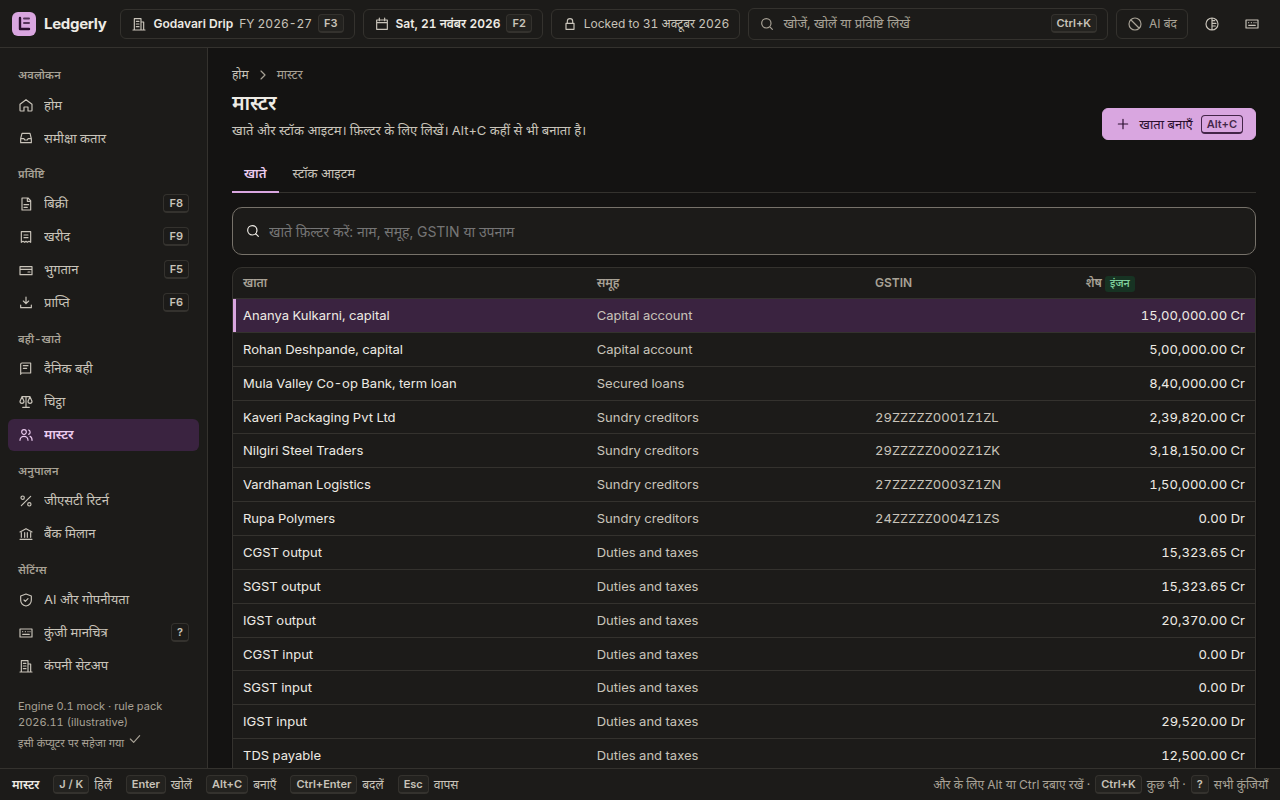 Ledgerly
Godavari Drip FY 2026-27 F3
Sat, 21 नवंबर 2026 F2
Locked to 31 अक्टूबर 2026
खोजें, खोलें या प्रविष्टि लिखें Ctrl+K
AI बंद
अवलोकन
होम
समीक्षा कतार
प्रविष्टि
बिक्री F8
खरीद F9
भुगतान F5
प्राप्ति F6
बही-खाते
दैनिक बही
चिट्ठा
मास्टर
अनुपालन
जीएसटी रिटर्न
बैंक मिलान
सेटिंग्स
AI और गोपनीयता
कुंजी मानचित्र ?
कंपनी सेटअप
Engine 0.1 mock · rule pack
2026.11 (illustrative)
इसी कंप्यूटर पर सहेजा गया
होम मास्टर
मास्टर
खाते और स्टॉक आइटम। फ़िल्टर के लिए लिखें। Alt+C कहीं से भी बनाता है।
खाता बनाएँ Alt+C
खाते स्टॉक आइटम
खाते फ़िल्टर करें: नाम, समूह, GSTIN या उपनाम
खाता समूह GSTIN शेष इंजन
Ananya Kulkarni, capital Capital account 15,00,000.00 Cr
Rohan Deshpande, capital Capital account 5,00,000.00 Cr
Mula Valley Co-op Bank, term loan Secured loans 8,40,000.00 Cr
Kaveri Packaging Pvt Ltd Sundry creditors 29ZZZZZ0001Z1ZL 2,39,820.00 Cr
Nilgiri Steel Traders Sundry creditors 29ZZZZZ0002Z1ZK 3,18,150.00 Cr
Vardhaman Logistics Sundry creditors 27ZZZZZ0003Z1ZN 1,50,000.00 Cr
Rupa Polymers Sundry creditors 24ZZZZZ0004Z1ZS 0.00 Dr
CGST output Duties and taxes 15,323.65 Cr
SGST output Duties and taxes 15,323.65 Cr
IGST output Duties and taxes 20,370.00 Cr
CGST input Duties and taxes 0.00 Dr
SGST input Duties and taxes 0.00 Dr
IGST input Duties and taxes 29,520.00 Dr
TDS payable Duties and taxes 12,500.00 Cr
मास्टर J / K हिलें Enter खोलें Alt+C बनाएँ Ctrl+Enter बदलें Esc वापस
और के लिए Alt या Ctrl दबाए रखें · Ctrl+K कुछ भी · ? सभी कुंजियाँ